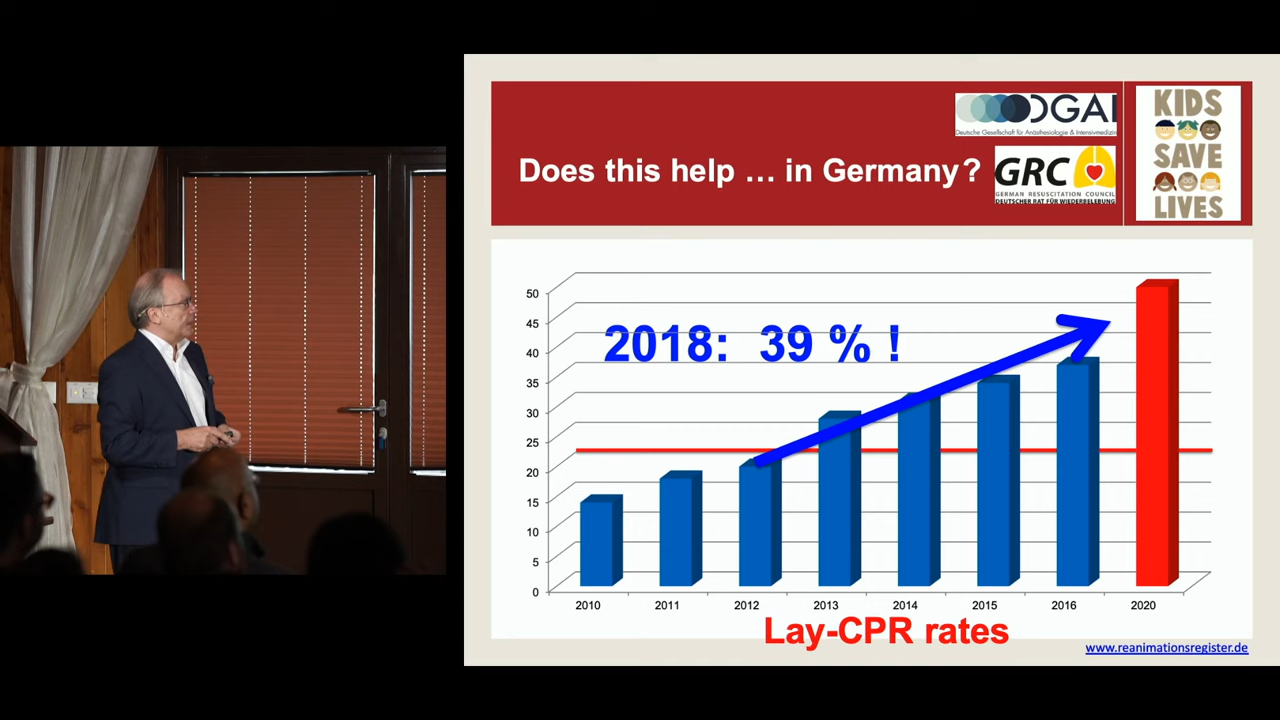 DGAI
Deutsche Gesellschaft für Anästhesiologie & Intensivmedizin
Does this help … in Germany?
GRC
GERMAN RESUSCITATION COUNCIL
DEUTSCHER RAT FÜR WIEDERBELEBUNG
KIDS
SAVE
LIVES
2018: 39 % !
50
45
40
35
30
25
20
15
10
5
0
2010 2011 2012 2013 2014 2015 2016 2020
Lay-CPR rates
www.reanimationsregister.de